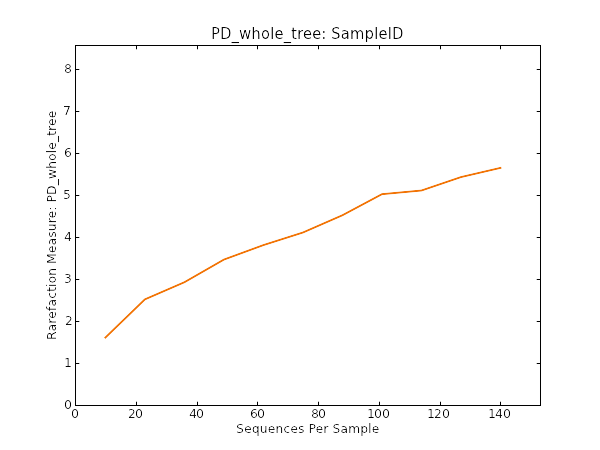 PD_whole_tree: SampleID
Rarefaction Measure: PD_whole_tree
8
7
6
5
4
3
2
1
0
0 20 40 60 80 100 120 140
Sequences Per Sample